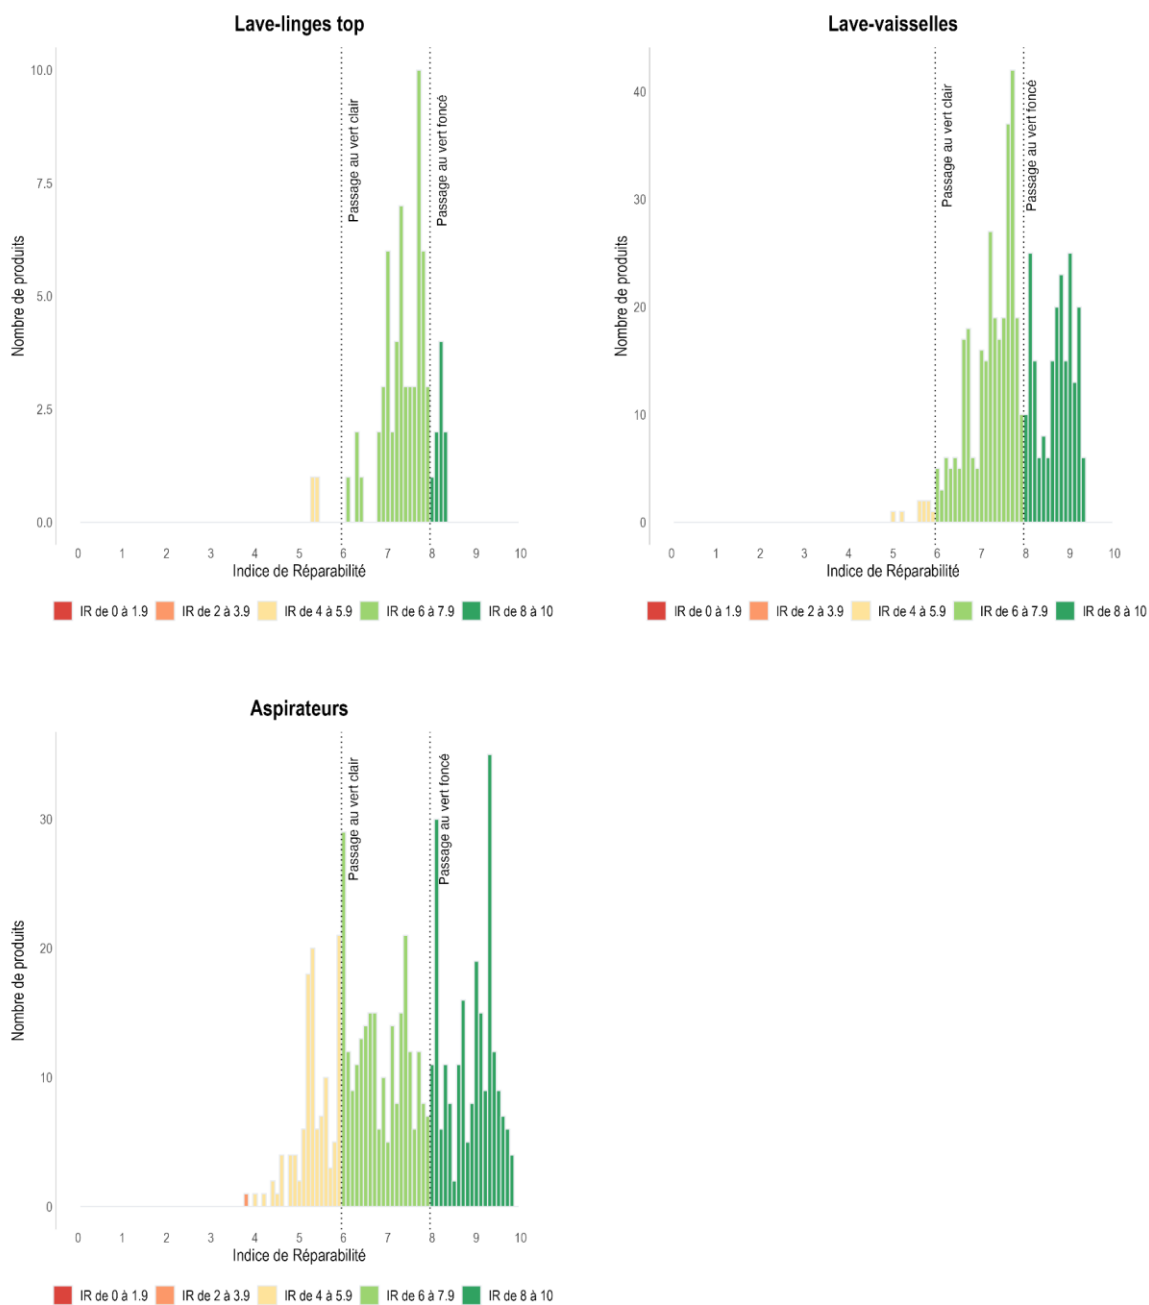 Lave-linges top
10.0
7.5
5.0
2.5
0.0
Nombre de produits
Passage au vert clair
Passage au vert foncé
0 1 2 3 4 5 6 7 8 9 10
Indice de Réparabilité
IR de 0 à 1.9 IR de 2 à 3.9 IR de 4 à 5.9 IR de 6 à 7.9 IR de 8 à 10
Lave-vaisselles
40
30
20
10
0
Nombre de produits
Passage au vert clair
Passage au vert foncé
0 1 2 3 4 5 6 7 8 9 10
Indice de Réparabilité
IR de 0 à 1.9 IR de 2 à 3.9 IR de 4 à 5.9 IR de 6 à 7.9 IR de 8 à 10
Aspirateurs
30
20
10
0
Nombre de produits
Passage au vert clair
Passage au vert foncé
0 1 2 3 4 5 6 7 8 9 10
Indice de Réparabilité
IR de 0 à 1.9 IR de 2 à 3.9 IR de 4 à 5.9 IR de 6 à 7.9 IR de 8 à 10